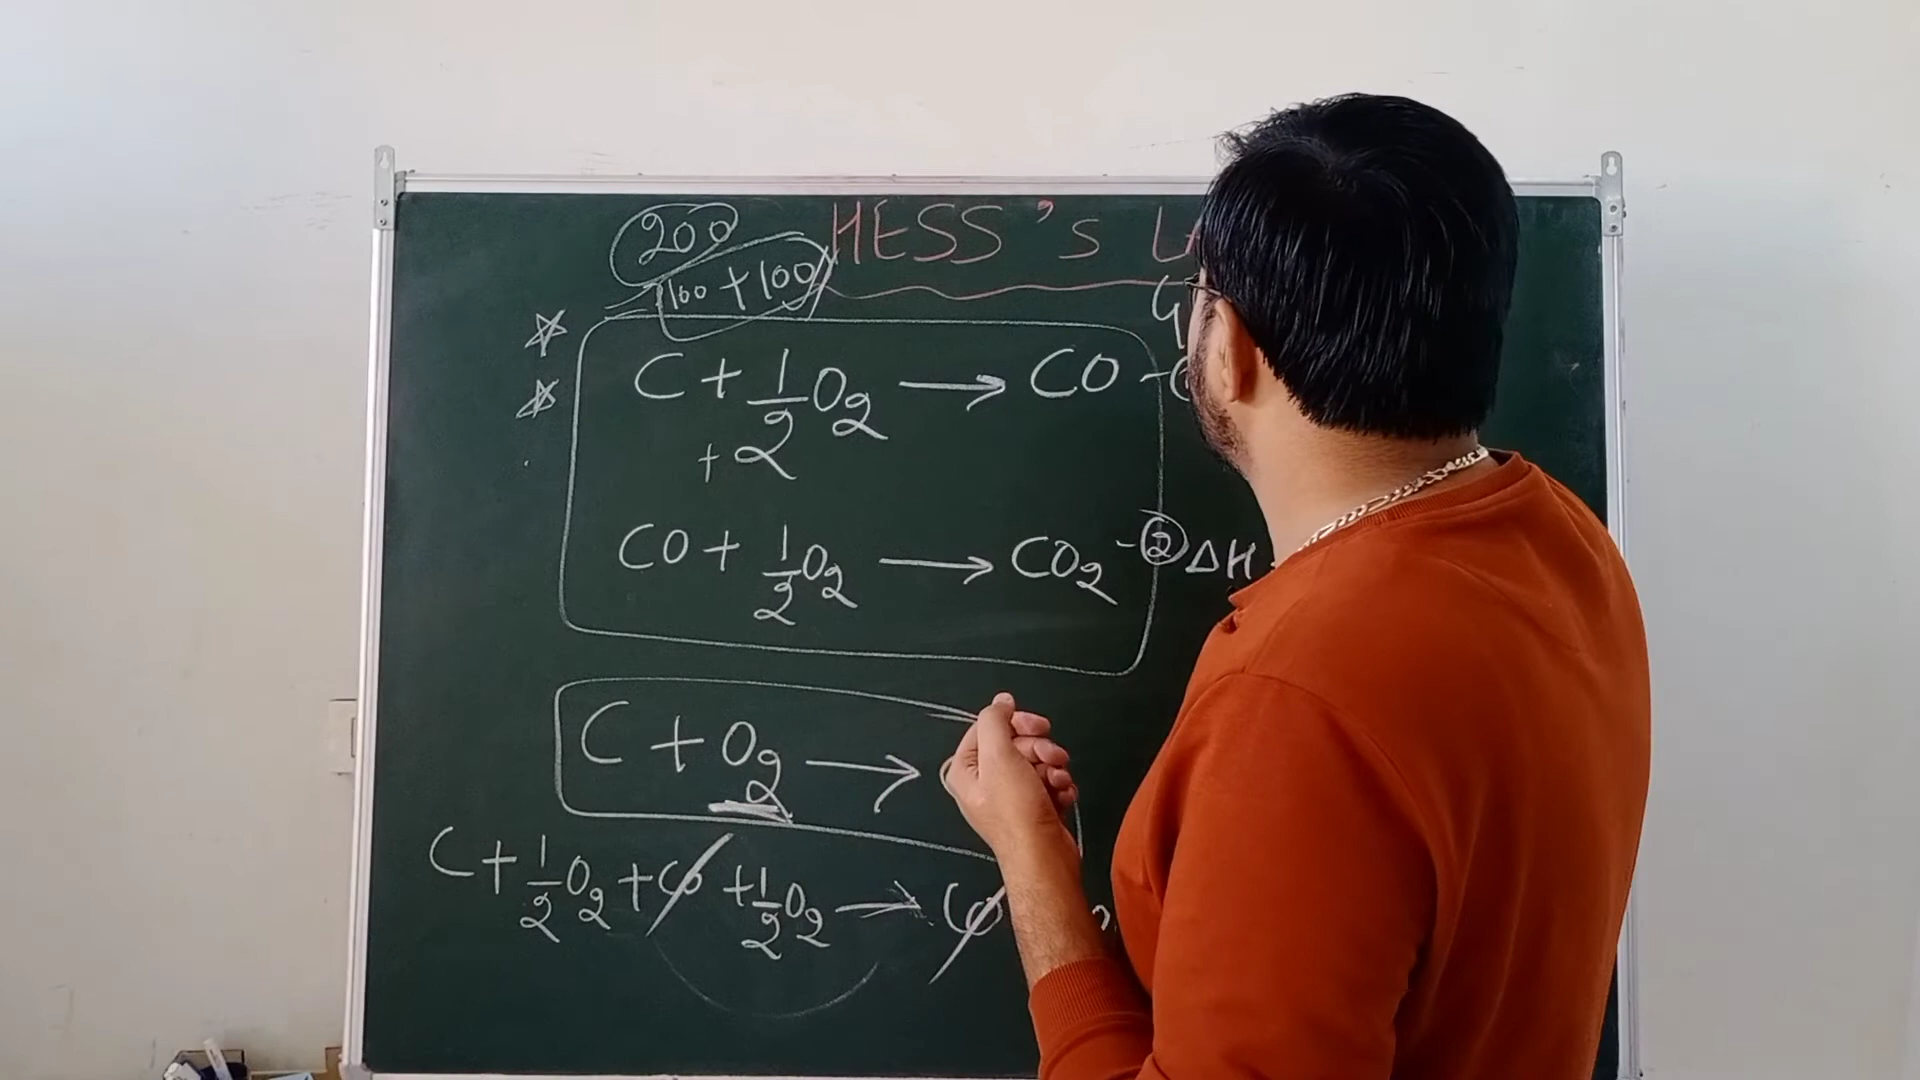 200
HESS's
100 + 100
C + 1/2 O2 → CO -
+
CO + 1/2 O2 → CO2 - ② ΔH
C + O2 →
C + 1/2 O2 + CO + 1/2 O2 → CO